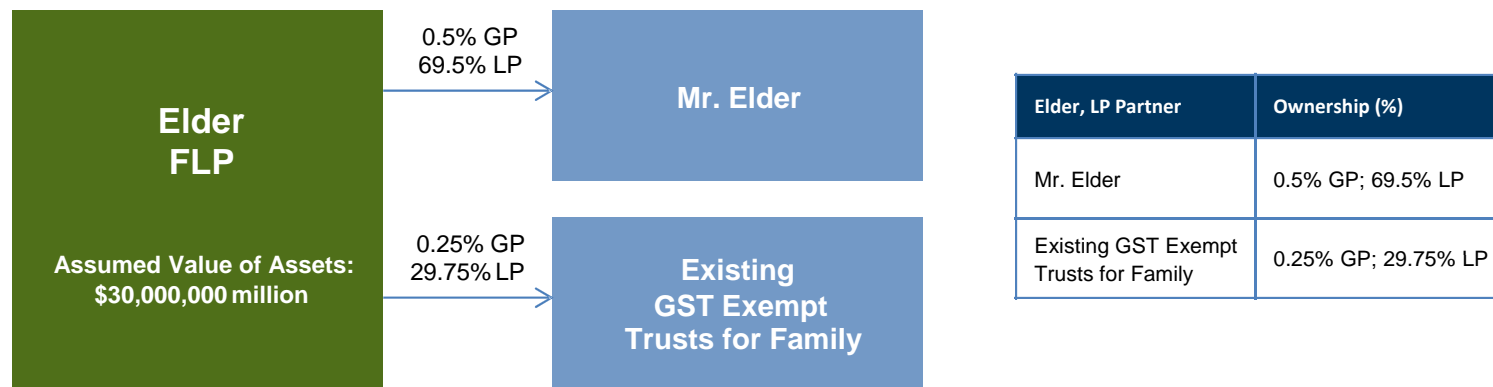 Elder
FLP
Assumed Value of Assets:
$30,000,000 million
0.5% GP
69.5% LP
Mr. Elder
0.25% GP
29.75% LP
Existing
GST Exempt
Trusts for Family
Elder, LP Partner Ownership (%)
Mr. Elder 0.5% GP; 69.5% LP
Existing GST Exempt
Trusts for Family 0.25% GP; 29.75% LP